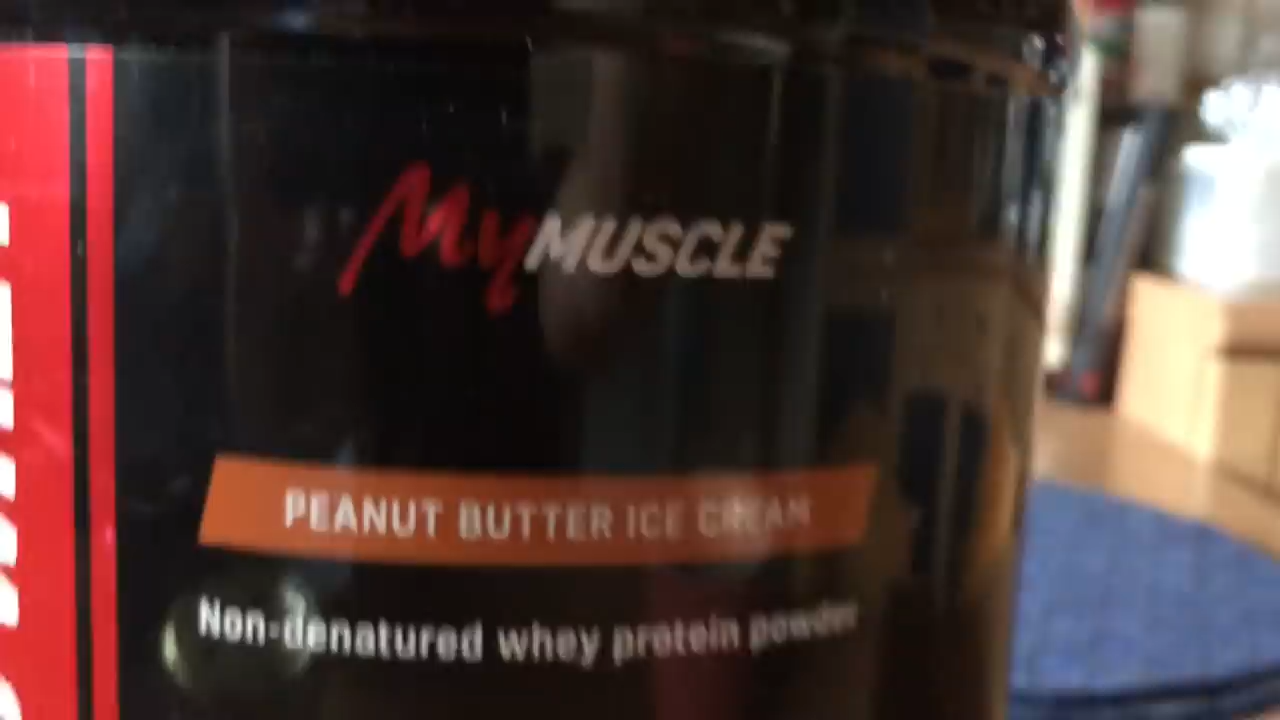 MyMUSCLE
PEANUT BUTTER ICE CREAM
Non-denatured whey protein powder